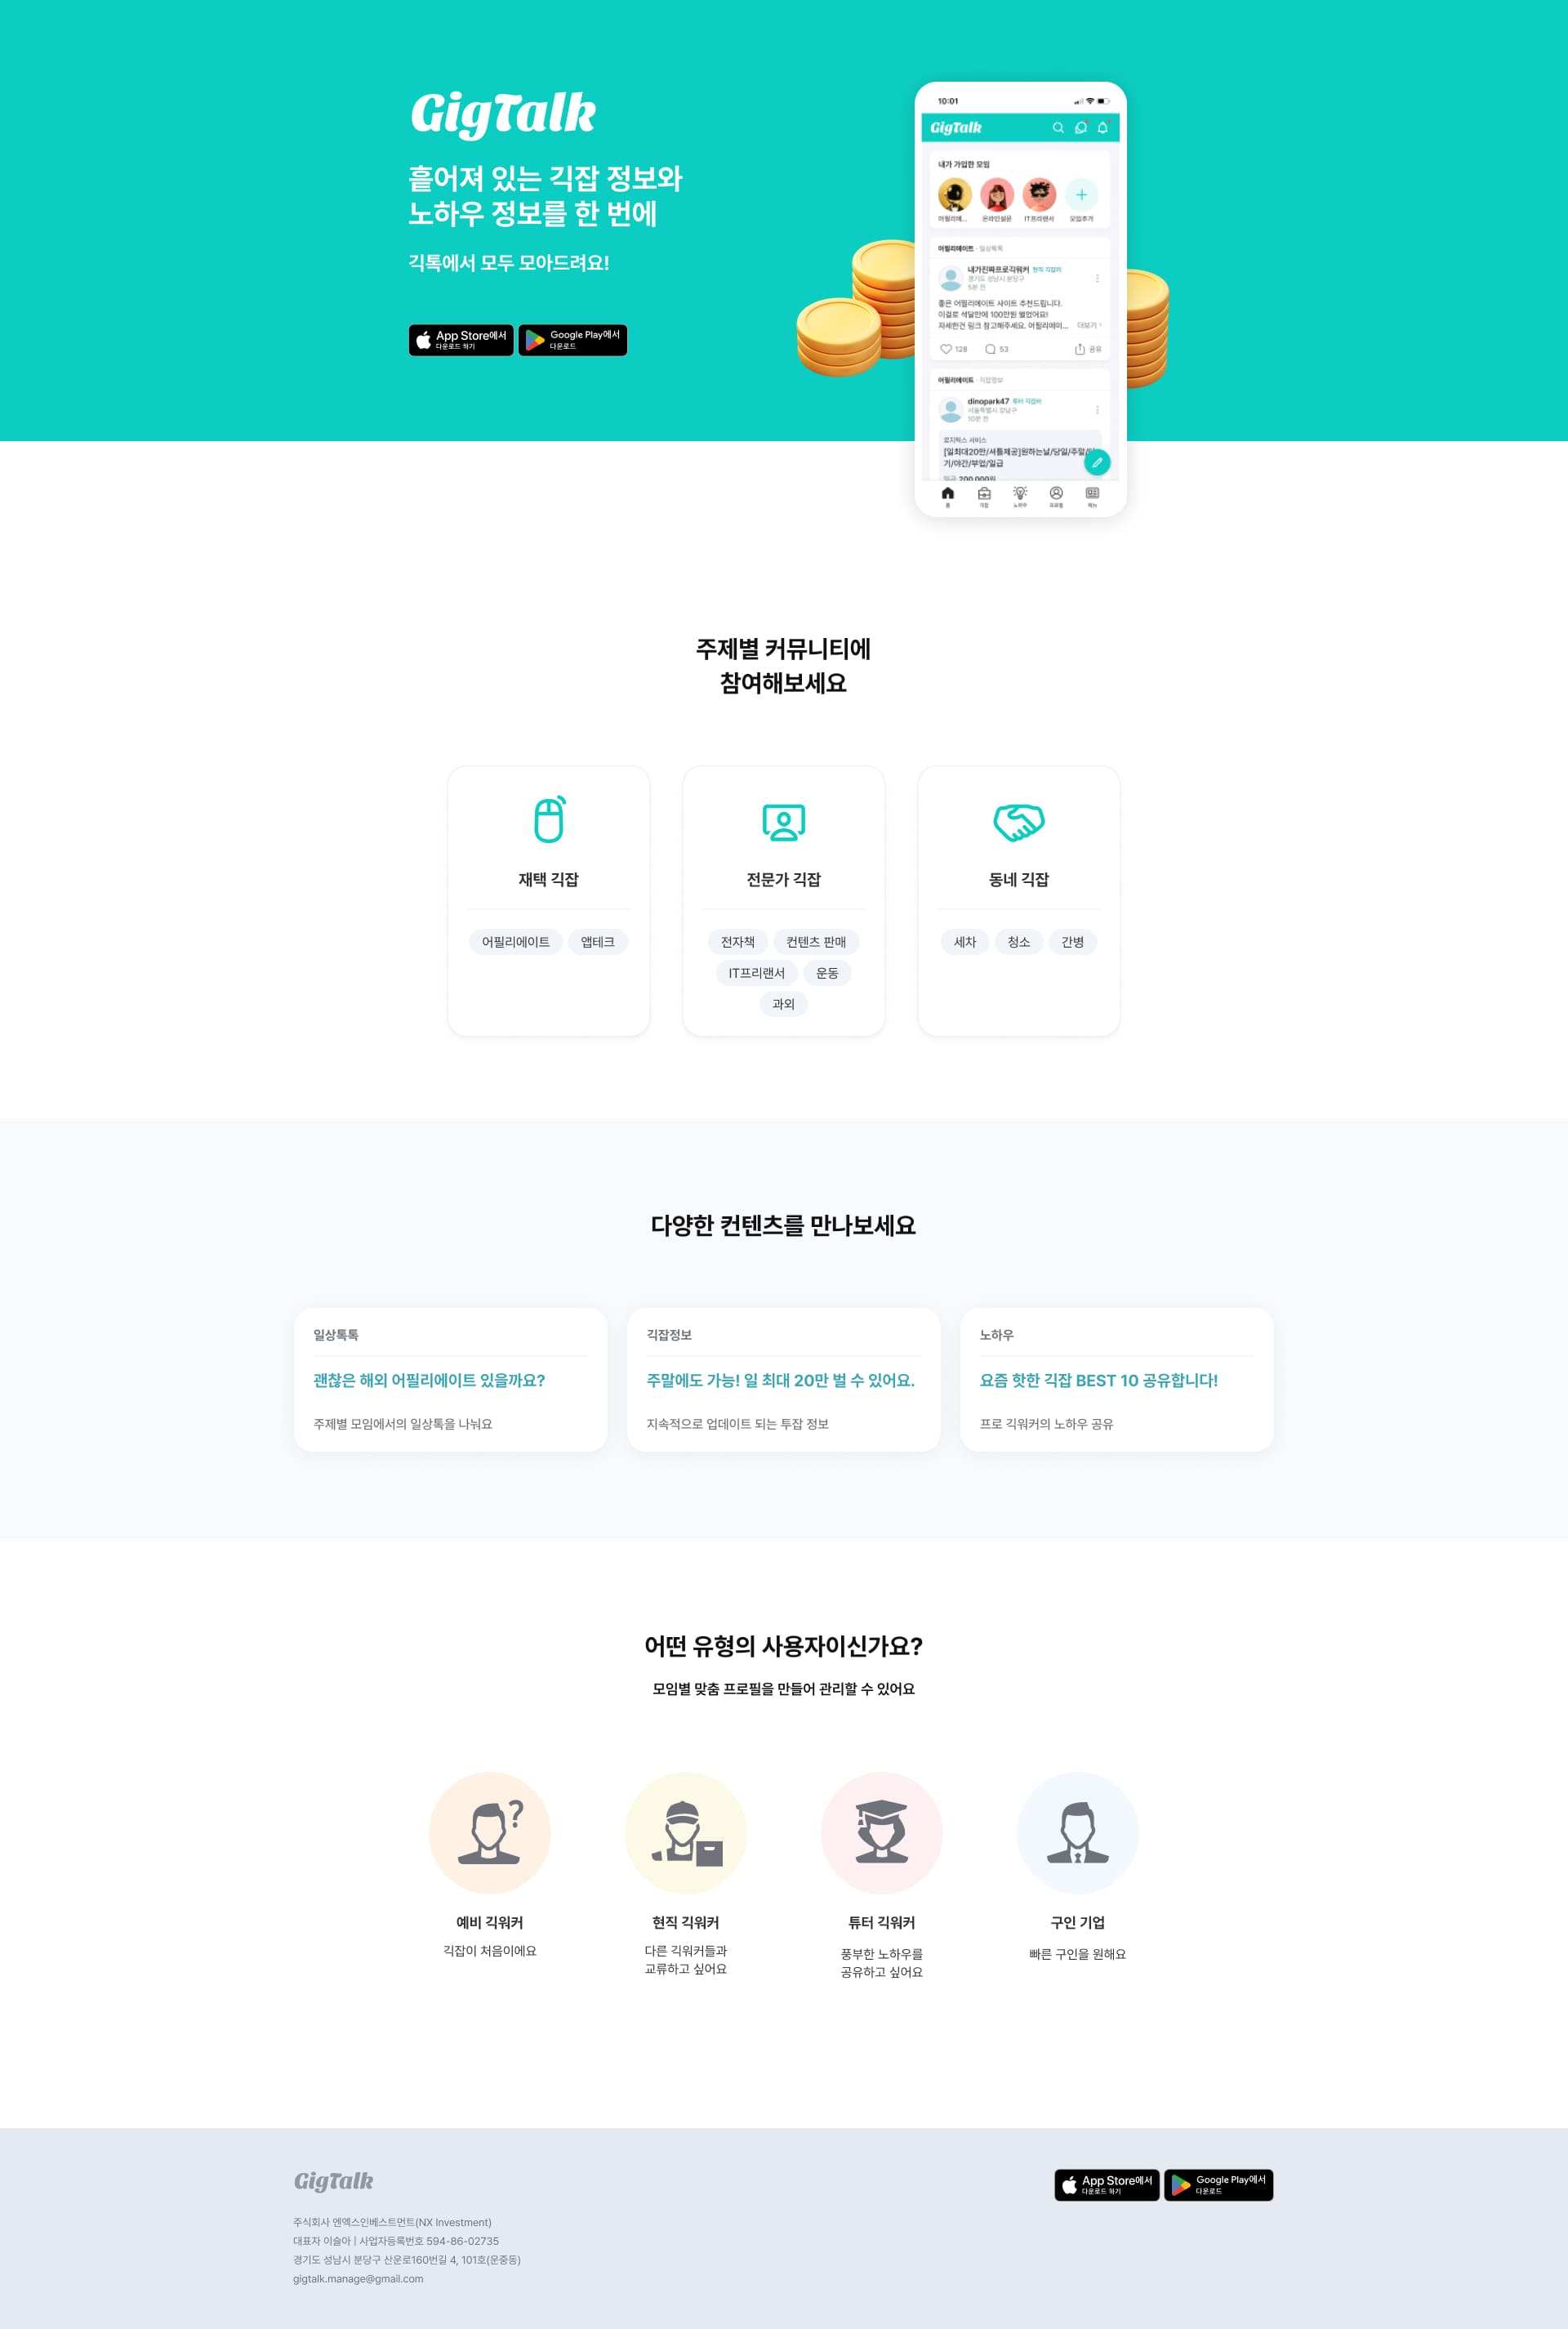 GigTalk
흩어져 있는 긱잡 정보와
노하우 정보를 한 번에
긱톡에서 모두 모아드려요!
App Store에서
다운로드 하기
Google Play에서
다운로드
10:01
GigTalk
내가 가입한 모임
어필리에... 온라인설문 IT프리랜서 모임추가
어필리에이트 · 일상톡톡
내가진짜프로긱워커 현직 긱잡러
경기도 성남시 분당구
5분 전
좋은 어필리에이트 사이트 추천드립니다.
이걸로 석달만에 100만원 벌었어요!
자세한건 링크 참고해주세요. 어필리에이... 더보기
128 53 공유
어필리에이트 · 긱잡정보
dinopark47 튜터 긱잡러
서울특별시 강남구
10분 전
로지틱스 서비스
[일최대20만/셔틀제공]원하는날/당일/주말/
기/야간/부업/일급
일급 200,000원
홈 긱잡 노하우 프로필 메뉴
주제별 커뮤니티에
참여해보세요
재택 긱잡
어필리에이트 앱테크
전문가 긱잡
전자책 컨텐츠 판매
IT프리랜서 운동
과외
동네 긱잡
세차 청소 간병
다양한 컨텐츠를 만나보세요
일상톡톡
괜찮은 해외 어필리에이트 있을까요?
주제별 모임에서의 일상톡을 나눠요
긱잡정보
주말에도 가능! 일 최대 20만 벌 수 있어요.
지속적으로 업데이트 되는 투잡 정보
노하우
요즘 핫한 긱잡 BEST 10 공유합니다!
프로 긱워커의 노하우 공유
어떤 유형의 사용자이신가요?
모임별 맞춤 프로필을 만들어 관리할 수 있어요
예비 긱워커
긱잡이 처음이에요
현직 긱워커
다른 긱워커들과
교류하고 싶어요
튜터 긱워커
풍부한 노하우를
공유하고 싶어요
구인 기업
빠른 구인을 원해요
GigTalk
주식회사 엔엑스인베스트먼트(NX Investment)
대표자 이슬아 | 사업자등록번호 594-86-02735
경기도 성남시 분당구 산운로160번길 4, 101호(운중동)
gigtalk.manage@gmail.com
App Store에서
다운로드 하기
Google Play에서
다운로드